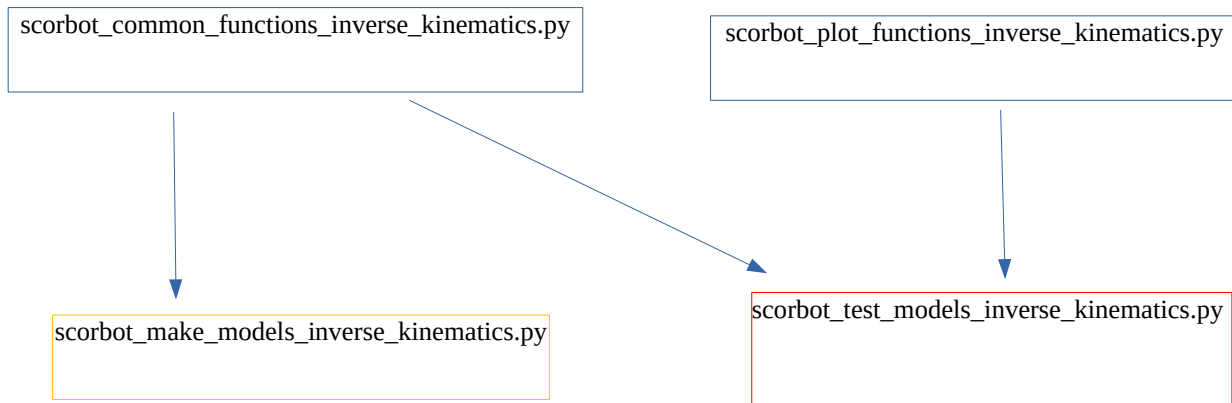 scorbot_common_functions_inverse_kinematics.py
scorbot_plot_functions_inverse_kinematics.py
scorbot_make_models_inverse_kinematics.py
scorbot_test_models_inverse_kinematics.py